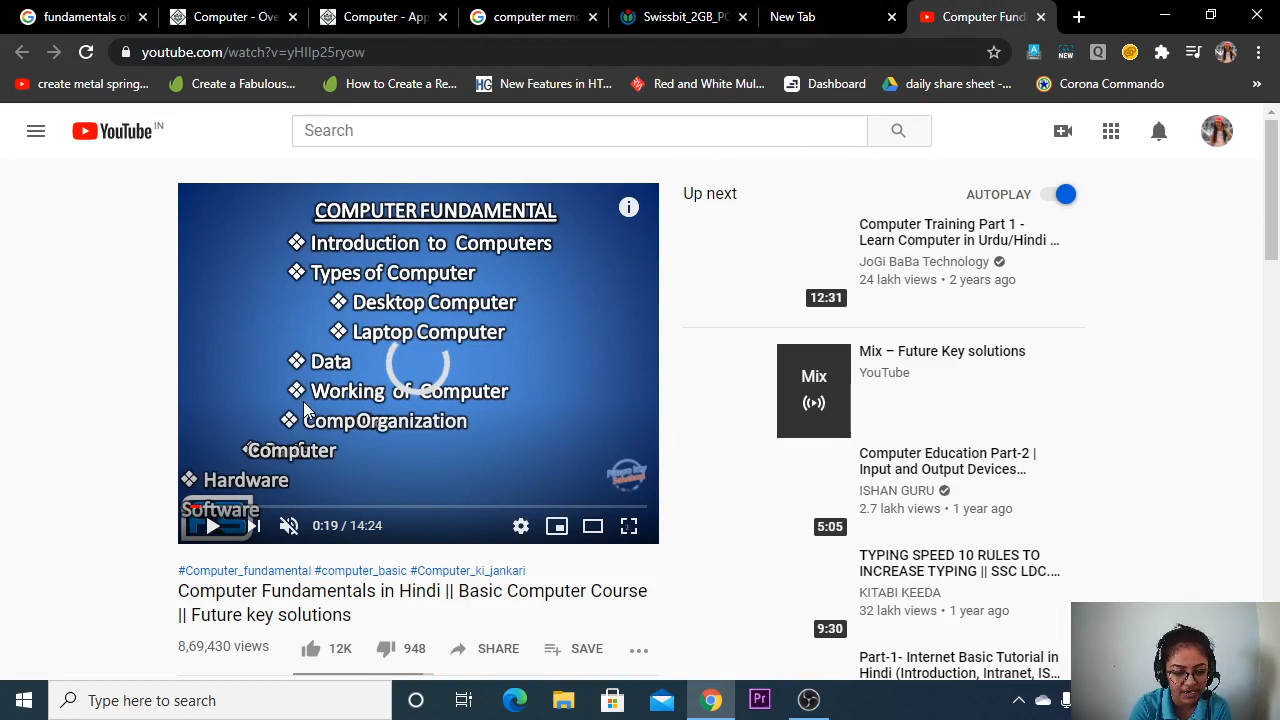 fundamentals of
Computer - Ove
Computer - App
computer memo
Swissbit_2GB_PC
New Tab
Computer Fund
youtube.com/watch?v=yHIIp25ryow
create metal spring...
Create a Fabulous...
How to Create a Re...
New Features in HT...
Red and White Mul...
Dashboard
daily share sheet -...
Corona Commando
YouTube IN
Search
COMPUTER FUNDAMENTAL
Introduction to Computers
Types of Computer
Desktop Computer
Laptop Computer
Data
Working of Computer
Organization
Computer
Hardware
Software
0:19 / 14:24
#Computer_fundamental #computer_basic #Computer_ki_jankari
Computer Fundamentals in Hindi || Basic Computer Course
|| Future key solutions
8,69,430 views
12K
948
SHARE
SAVE
Up next
AUTOPLAY
Computer Training Part 1 -
Learn Computer in Urdu/Hindi ...
JoGi BaBa Technology
24 lakh views • 2 years ago
12:31
Mix
Mix – Future Key solutions
YouTube
Computer Education Part-2 |
Input and Output Devices...
ISHAN GURU
2.7 lakh views • 1 year ago
5:05
TYPING SPEED 10 RULES TO
INCREASE TYPING || SSC LDC....
KITABI KEEDA
32 lakh views • 1 year ago
9:30
Part-1- Internet Basic Tutorial in
Hindi (Introduction, Intranet, IS...
Type here to search